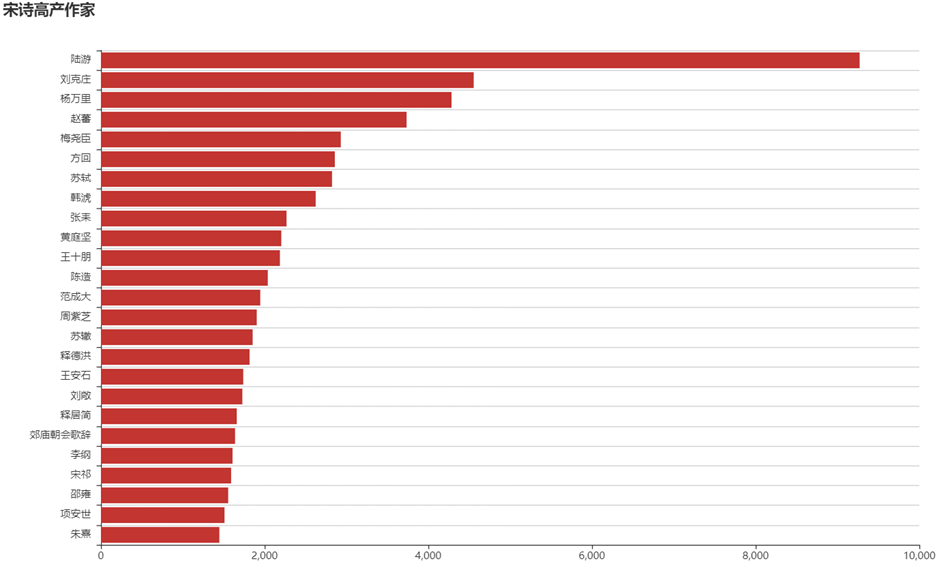 宋诗高产作家
陆游
刘克庄
杨万里
赵蕃
梅尧臣
方回
苏轼
韩淲
张耒
黄庭坚
王十朋
陈造
范成大
周紫芝
苏辙
释德洪
王安石
刘敞
释居简
郊庙朝会歌辞
李纲
宋祁
邵雍
项安世
朱熹
0 2,000 4,000 6,000 8,000 10,000